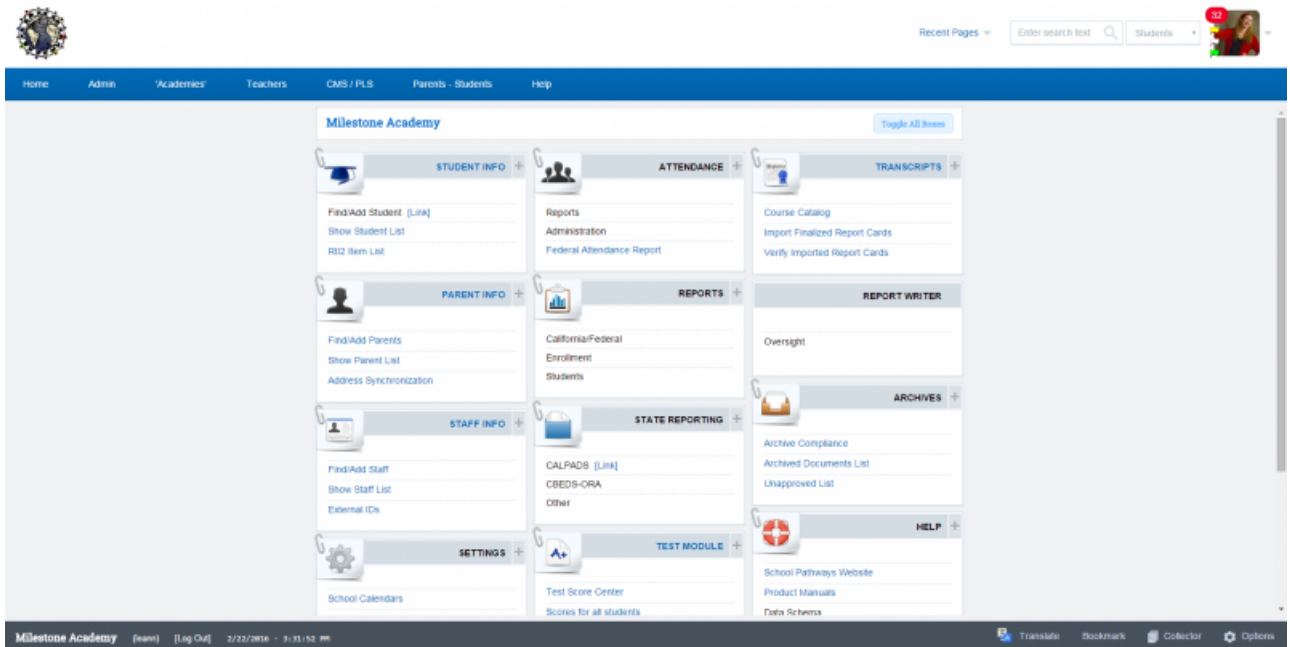 32
Recent Pages
Enter search text
Students
Home Admin 'Academies' Teachers CMS / PLS Parents - Students Help
Milestone Academy
Toggle All Boxes
STUDENT INFO
Find/Add Student [Link]
Show Student List
RB2 Item List
PARENT INFO
Find/Add Parents
Show Parent List
Address Synchronization
STAFF INFO
Find/Add Staff
Show Staff List
External IDs
SETTINGS
School Calendars
ATTENDANCE
Reports
Administration
Federal Attendance Report
REPORTS
California/Federal
Enrollment
Students
STATE REPORTING
CALPADS [Link]
CBEDS-ORA
Other
TEST MODULE
Test Score Center
Scores for all students
TRANSCRIPTS
Course Catalog
Import Finalized Report Cards
Verify Imported Report Cards
REPORT WRITER
Oversight
ARCHIVES
Archive Compliance
Archived Documents List
Unapproved List
HELP
School Pathways Website
Product Manuals
Data Schema
Milestone Academy (leann) [Log Out] 2/22/2016 - 3:31:52 PM
Translate Bookmark Collector Options